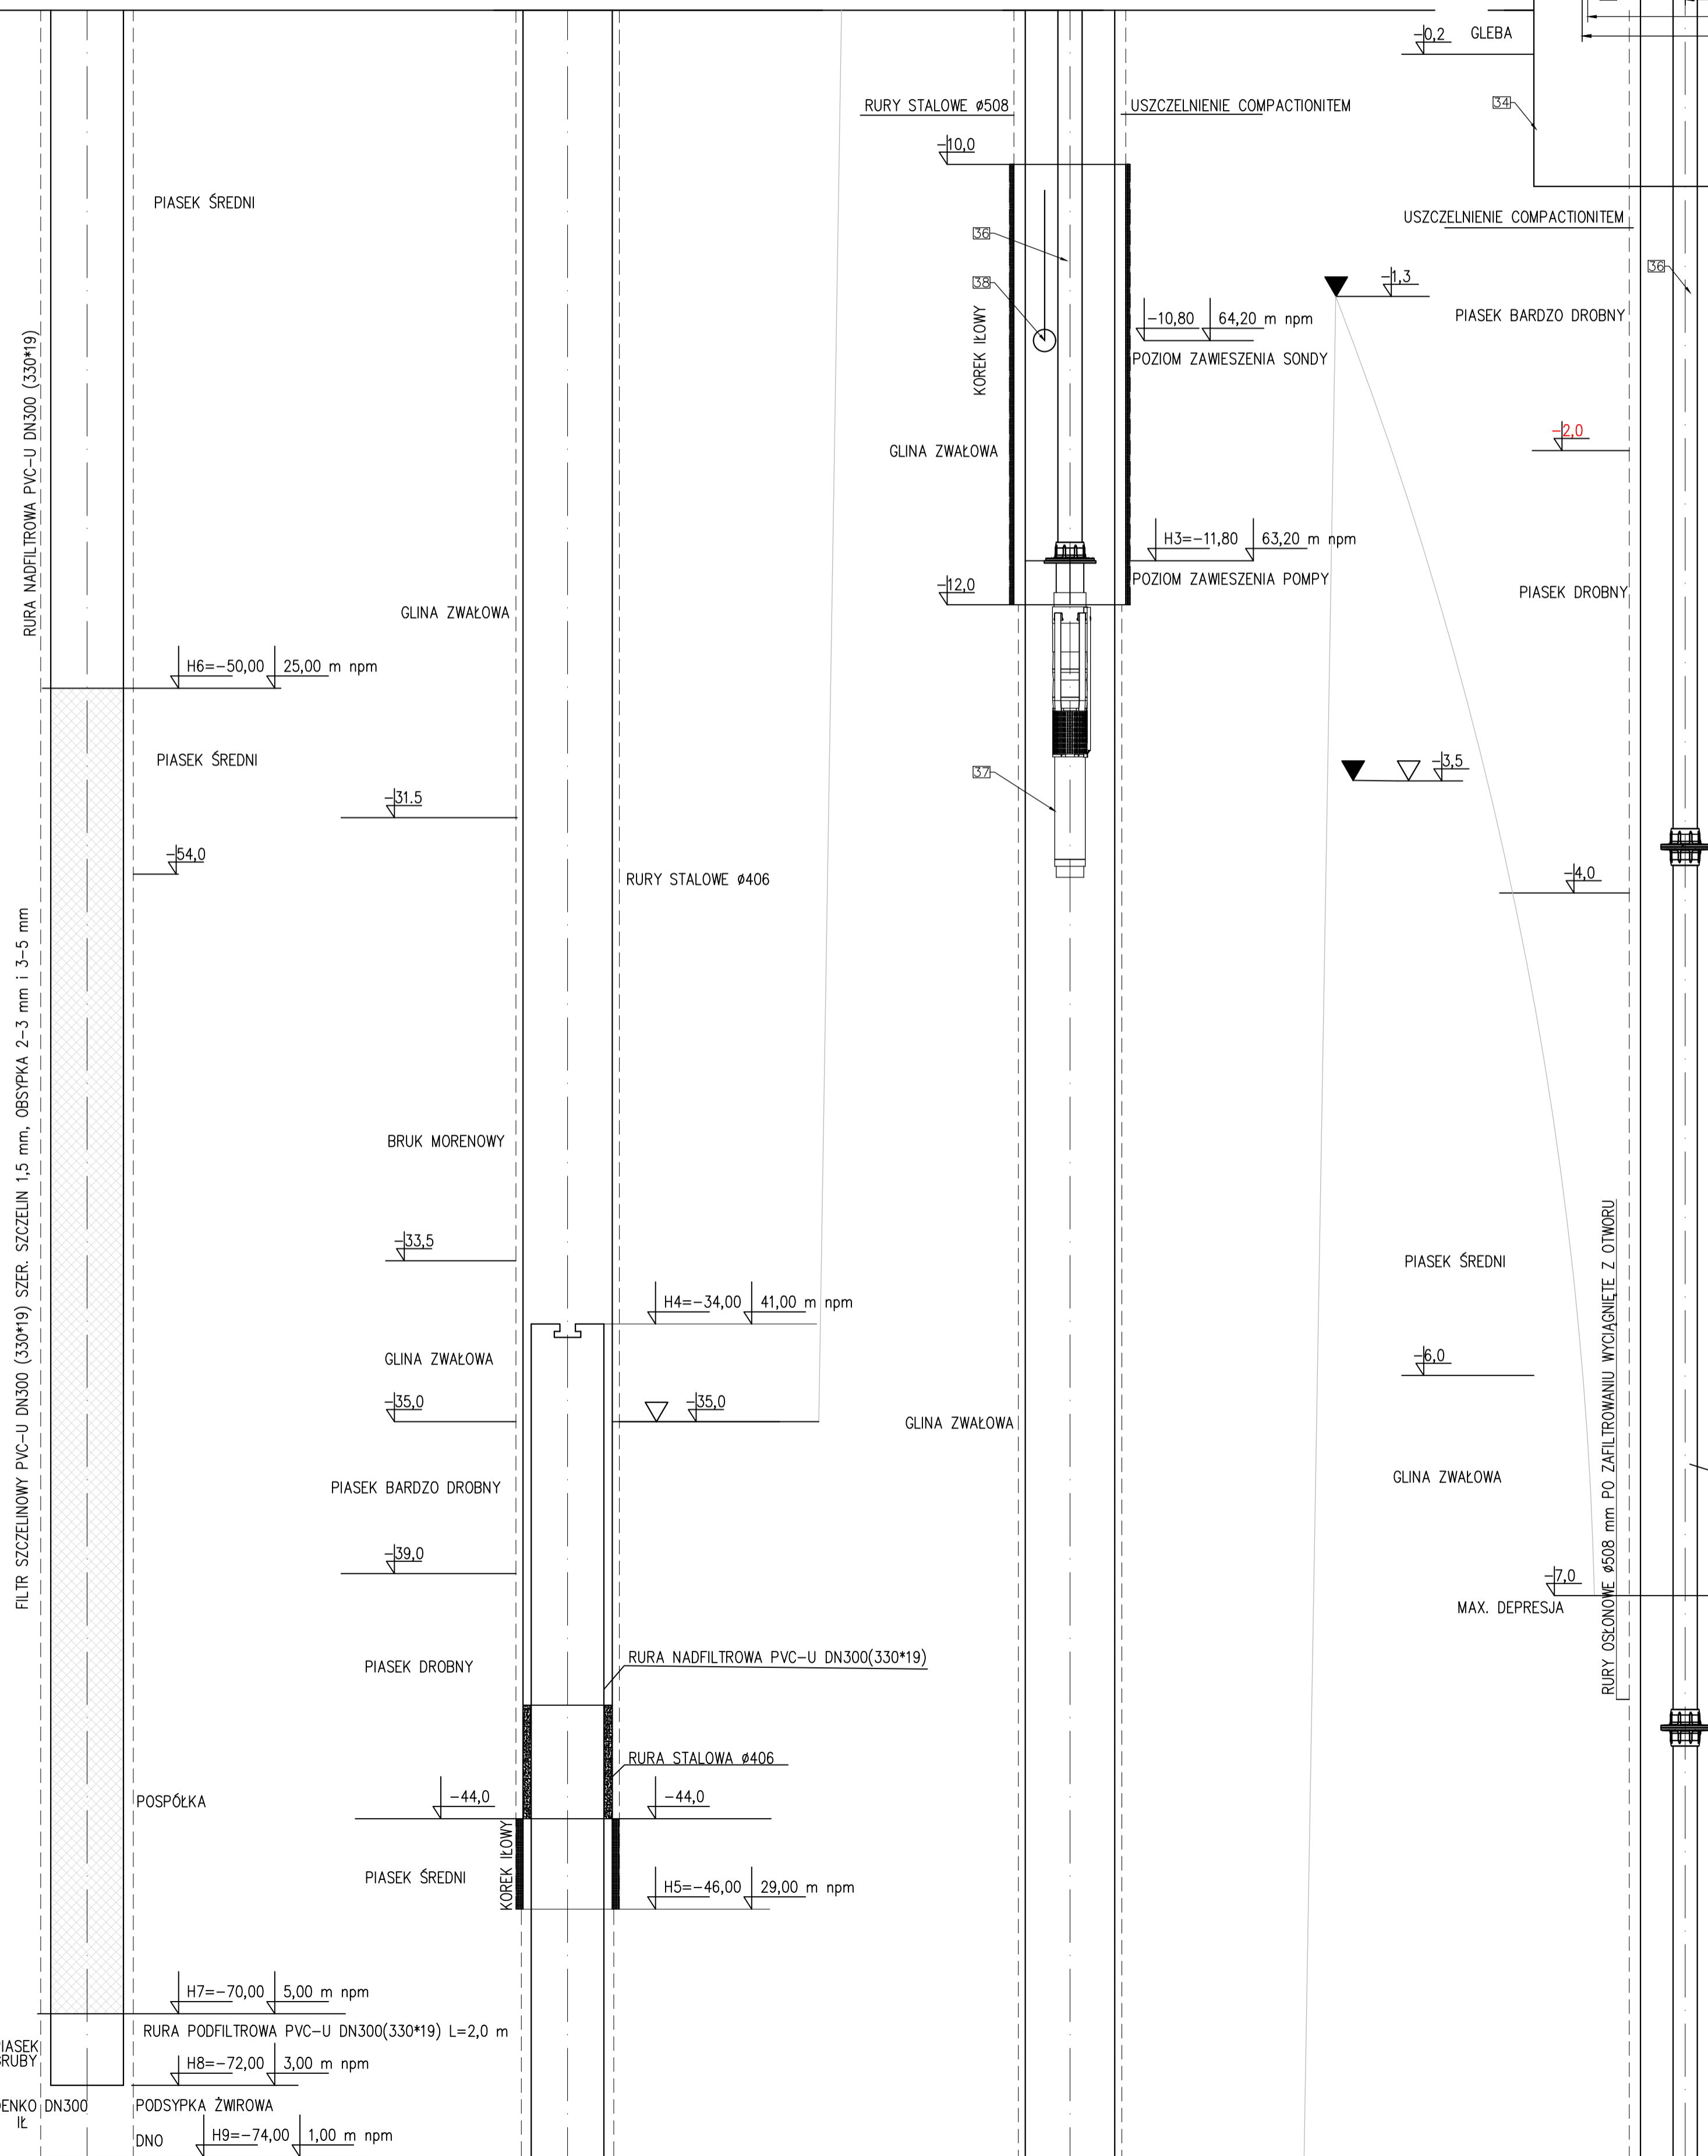 RURA NADFILTROWA PVC-U DN300 (330*19)
PIASEK ŚREDNI
H6=-50,00 25,00 m npm
PIASEK ŚREDNI
-54,0
FILTR SZCZELINOWY PVC-U DN300 (330*19) SZER. SZCZELIN 1,5 mm, OBSYPKA 2-3 mm i 3-5 mm
POSPÓŁKA
H7=-70,00 5,00 m npm
RURA PODFILTROWA PVC-U DN300(330*19) L=2,0 m
H8=-72,00 3,00 m npm
DN300
IŁ
PODSYPKA ŻWIROWA
DNO
H9=-74,00 1,00 m npm
GLINA ZWAŁOWA
-31.5
RURY STALOWE ø406
BRUK MORENOWY
-33,5
H4=-34,00 41,00 m npm
GLINA ZWAŁOWA
-35,0
-35,0
PIASEK BARDZO DROBNY
-39,0
PIASEK DROBNY
RURA NADFILTROWA PVC-U DN300(330*19)
RURA STALOWA ø406
-44,0
-44,0
KOREK IŁOWY
PIASEK ŚREDNI
H5=-46,00 29,00 m npm
RURY STALOWE ø508
USZCZELNIENIE COMPACTIONITEM
-10,0
36
38
KOREK IŁOWY
-10,80 64,20 m npm
POZIOM ZAWIESZENIA SONDY
GLINA ZWAŁOWA
H3=-11,80 63,20 m npm
POZIOM ZAWIESZENIA POMPY
-12,0
37
GLINA ZWAŁOWA
-0,2
GLEBA
34
USZCZELNIENIE COMPACTIONITEM
36
-1,3
PIASEK BARDZO DROBNY
-2,0
PIASEK DROBNY
-3,5
-4,0
PIASEK ŚREDNI
-6,0
GLINA ZWAŁOWA
RURY OSŁONOWE ø508 mm PO ZAFILTROWANIU WYCIĄGNIĘTE Z OTWORU
-7,0
MAX. DEPRESJA